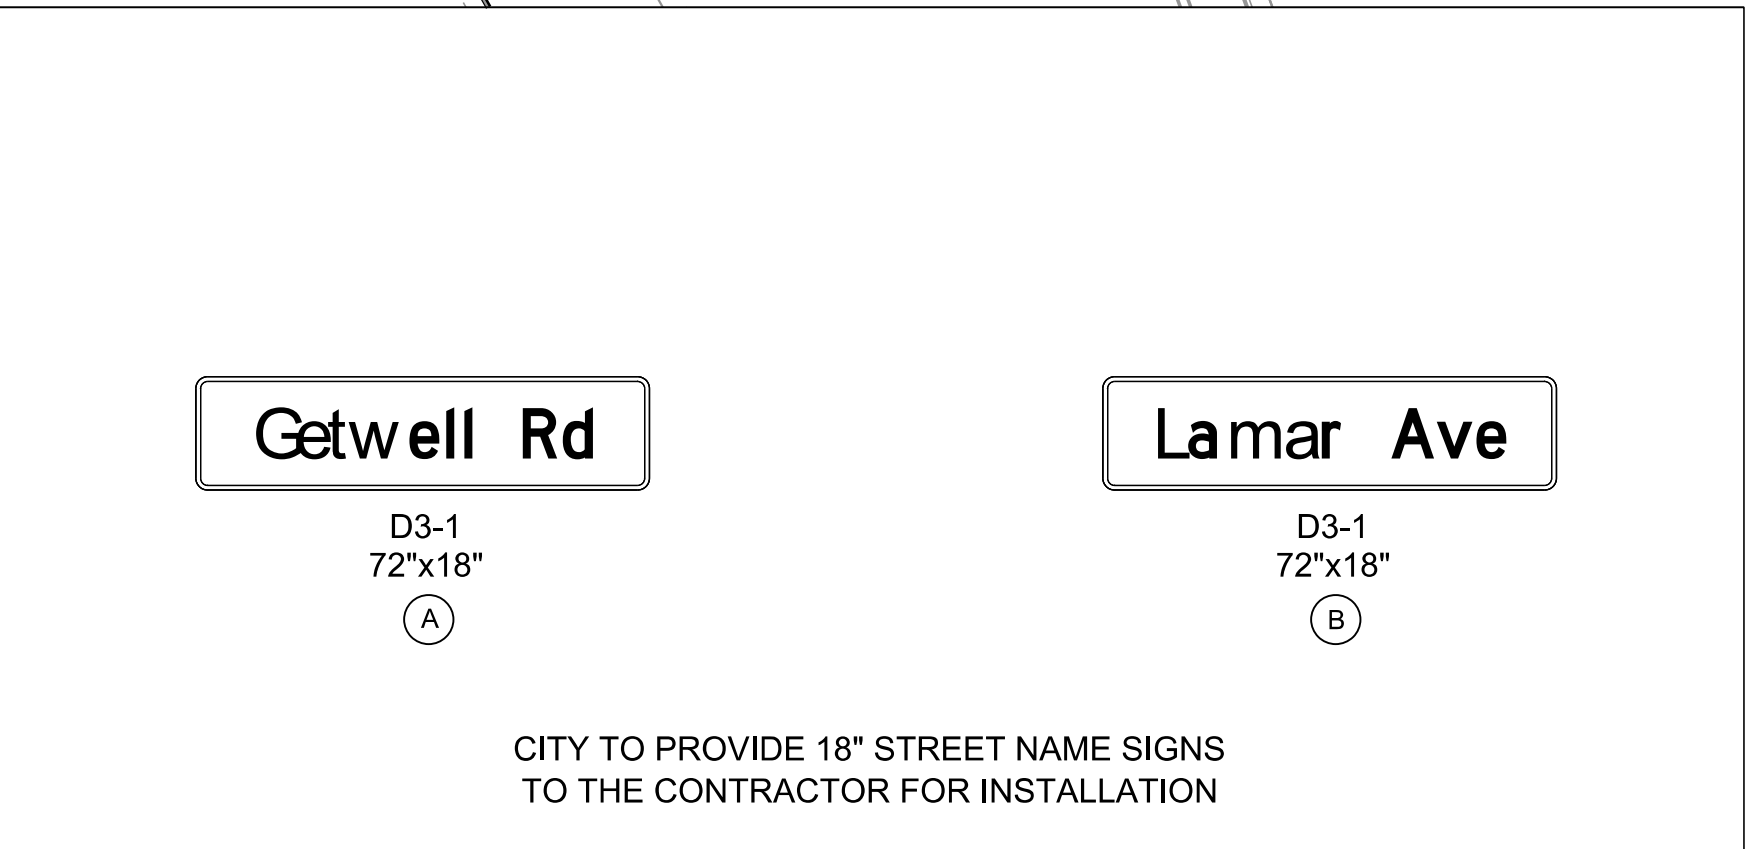 Getwell Rd
D3-1
72"x18"
A
Lamar Ave
D3-1
72"x18"
B
CITY TO PROVIDE 18" STREET NAME SIGNS
TO THE CONTRACTOR FOR INSTALLATION